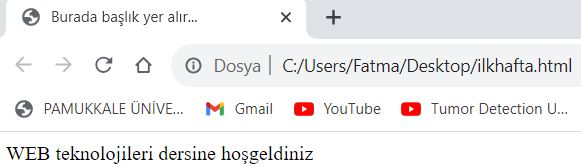 Burada başlık yer alır...
Dosya | C:/Users/Fatma/Desktop/ilkhafta.html
PAMUKKALE ÜNİVE... Gmail YouTube Tumor Detection U...
WEB teknolojileri dersine hoşgeldiniz